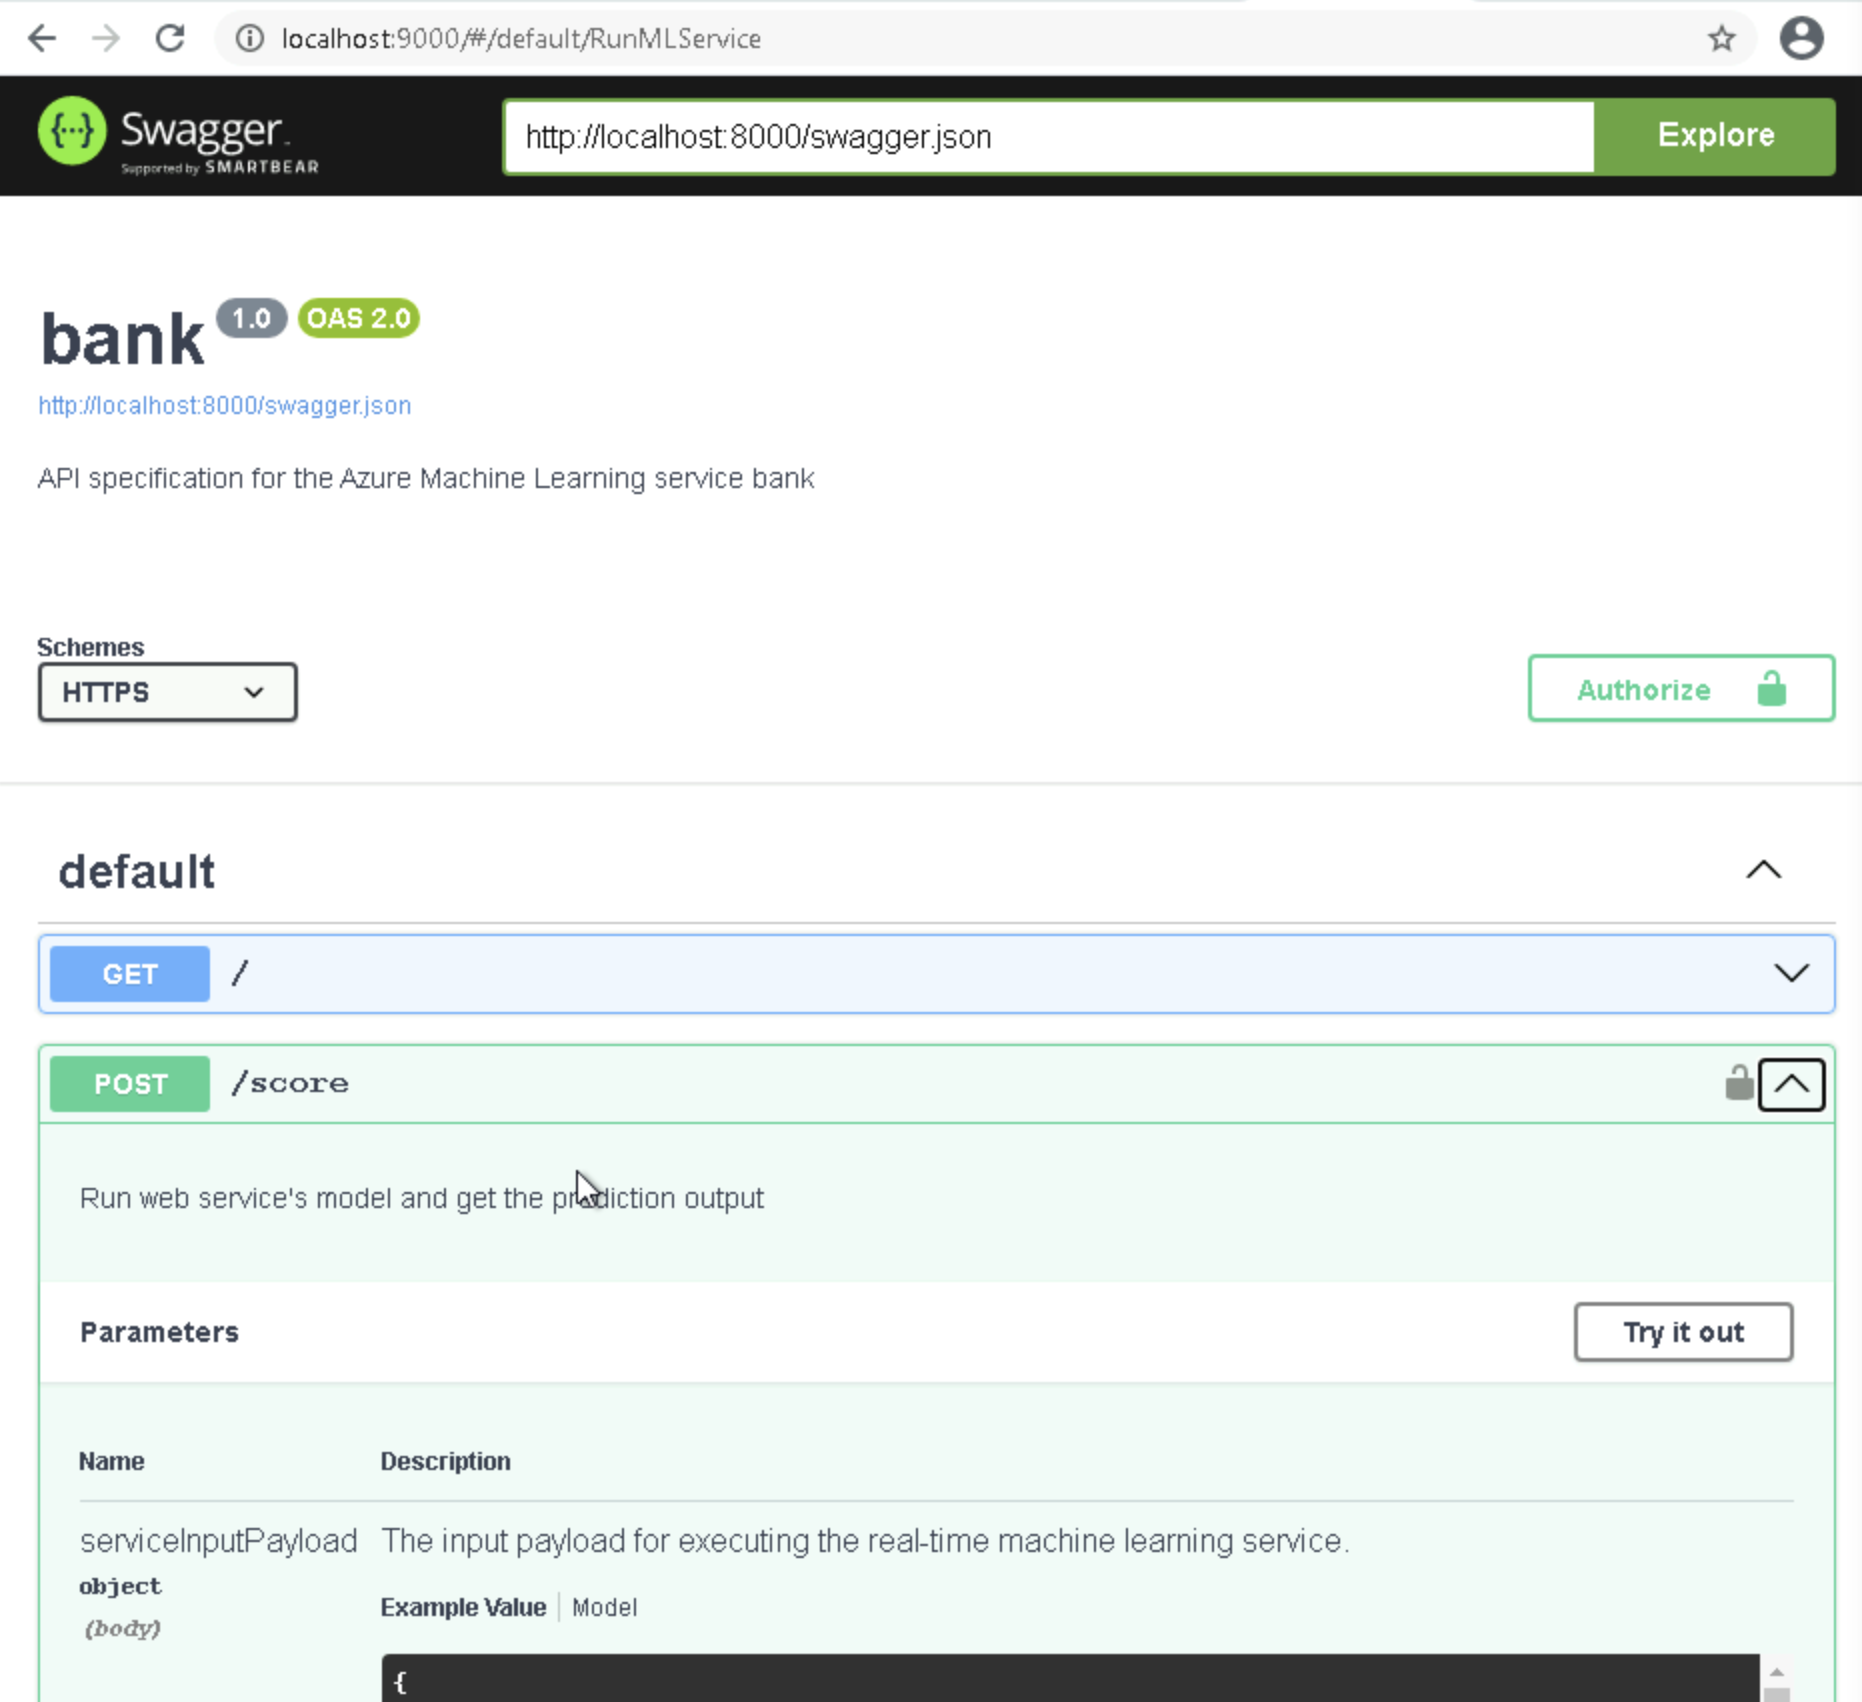 localhost:9000/#/default/RunMLService
{···} Swagger.
Supported by SMARTBEAR
http://localhost:8000/swagger.json
Explore
bank 1.0 OAS 2.0
http://localhost:8000/swagger.json
API specification for the Azure Machine Learning service bank
Schemes
HTTPS
Authorize
default
GET /
POST /score
Run web service's model and get the prediction output
Parameters
Try it out
Name Description
serviceInputPayload The input payload for executing the real-time machine learning service.
object
Example Value | Model
(body)
{